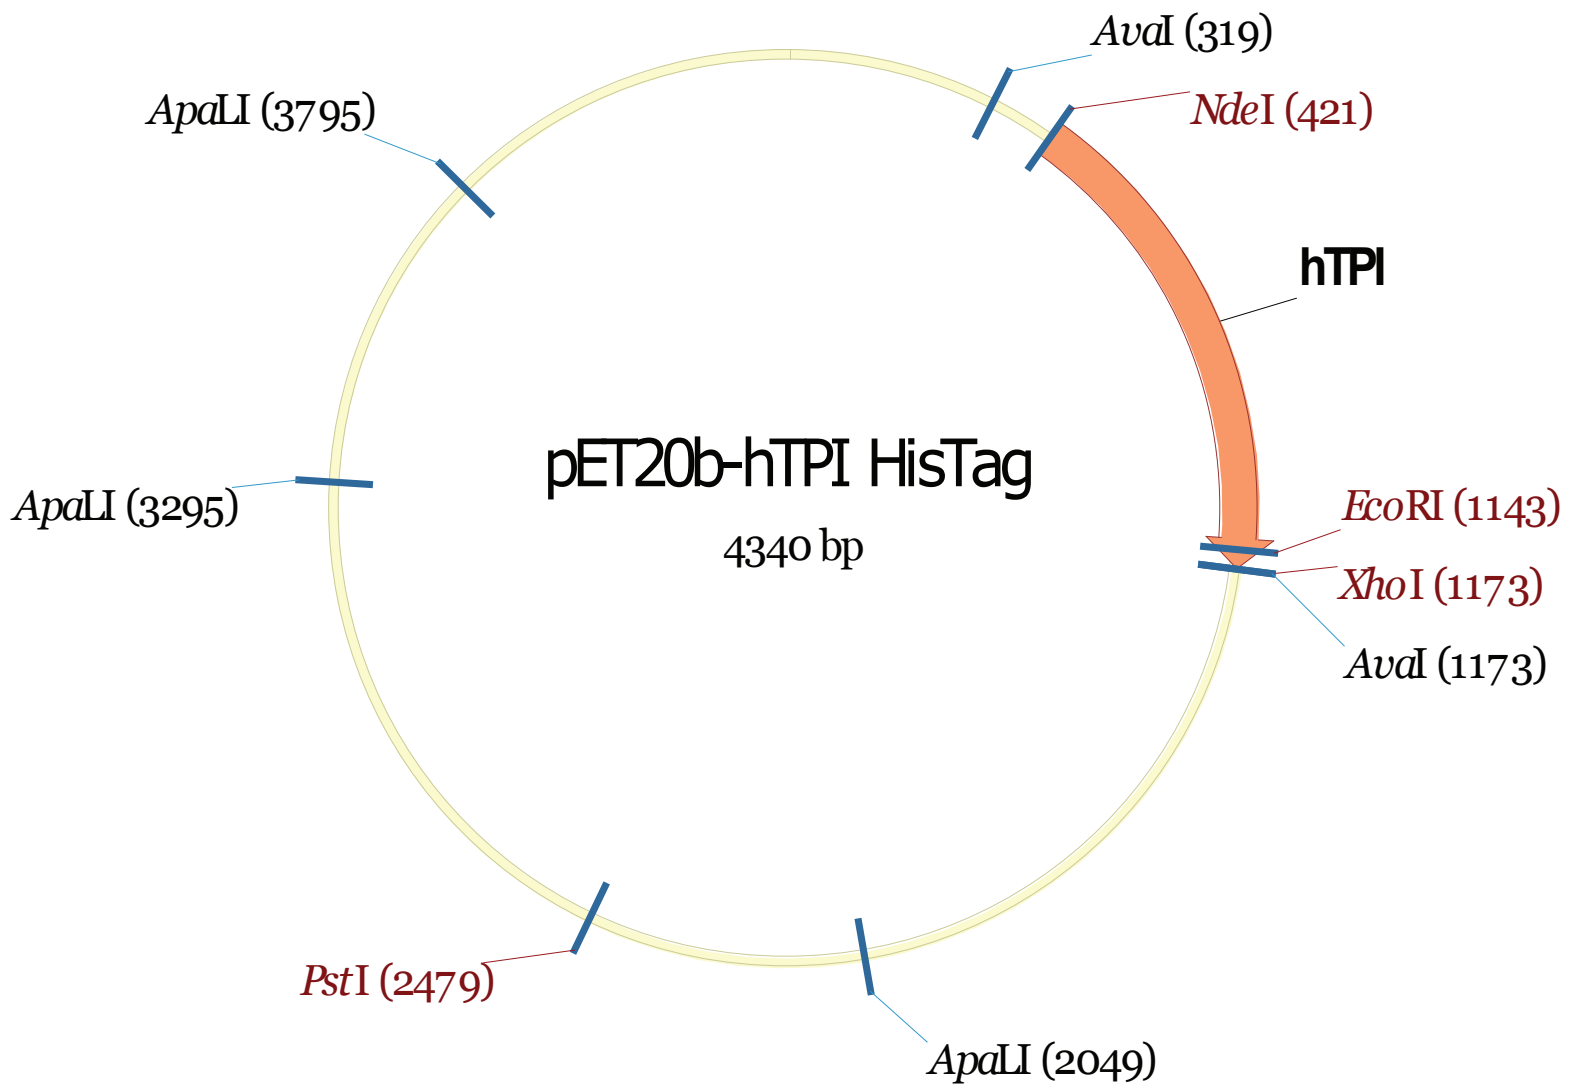 AvaI (319)
NdeI (421)
ApaLI (3795)
hTPI
pET20b-hTPI HisTag
4340 bp
ApaLI (3295)
EcoRI (1143)
XhoI (1173)
AvaI (1173)
PstI (2479)
ApaLI (2049)